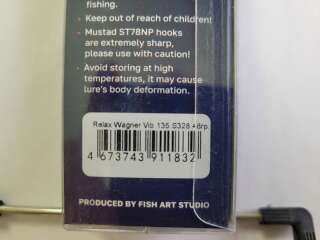 fishing.
• Keep out of reach of children!
• Mustad ST78NP hooks
are extremely sharp,
please use with caution!
• Avoid storing at high
temperatures, it may cause
lure's body deformation.
Relax Wagner Vib 135 S328
4 673743 911832
PRODUCED BY FISH ART STUDIO